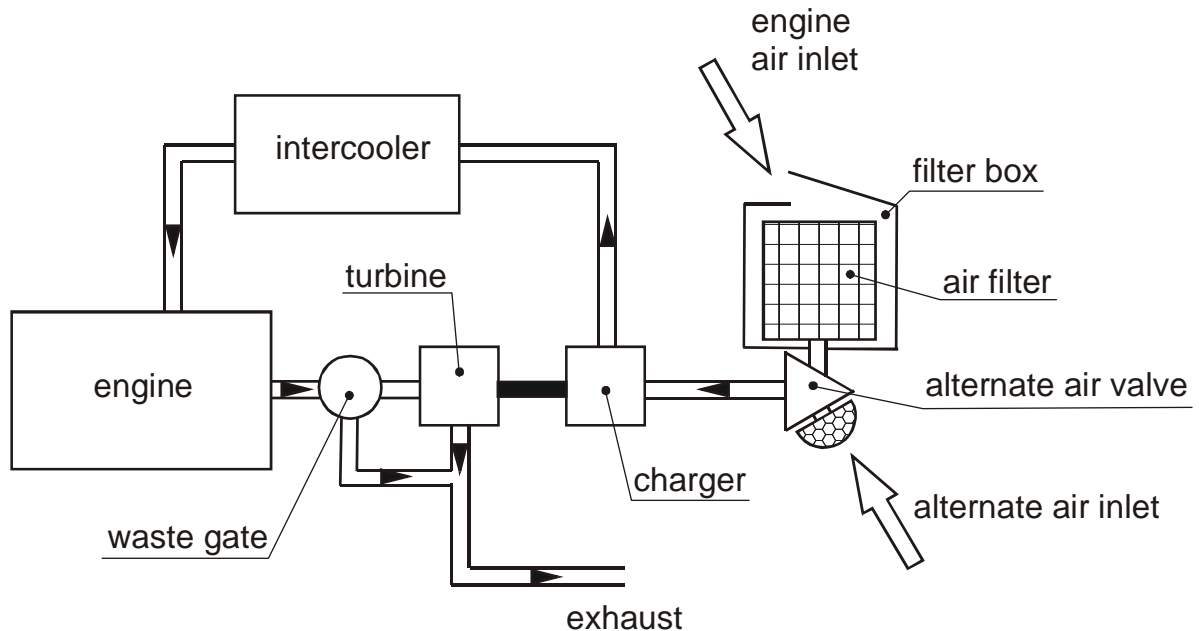 engine
air inlet
intercooler
filter box
turbine
air filter
engine
alternate air valve
charger
alternate air inlet
waste gate
exhaust